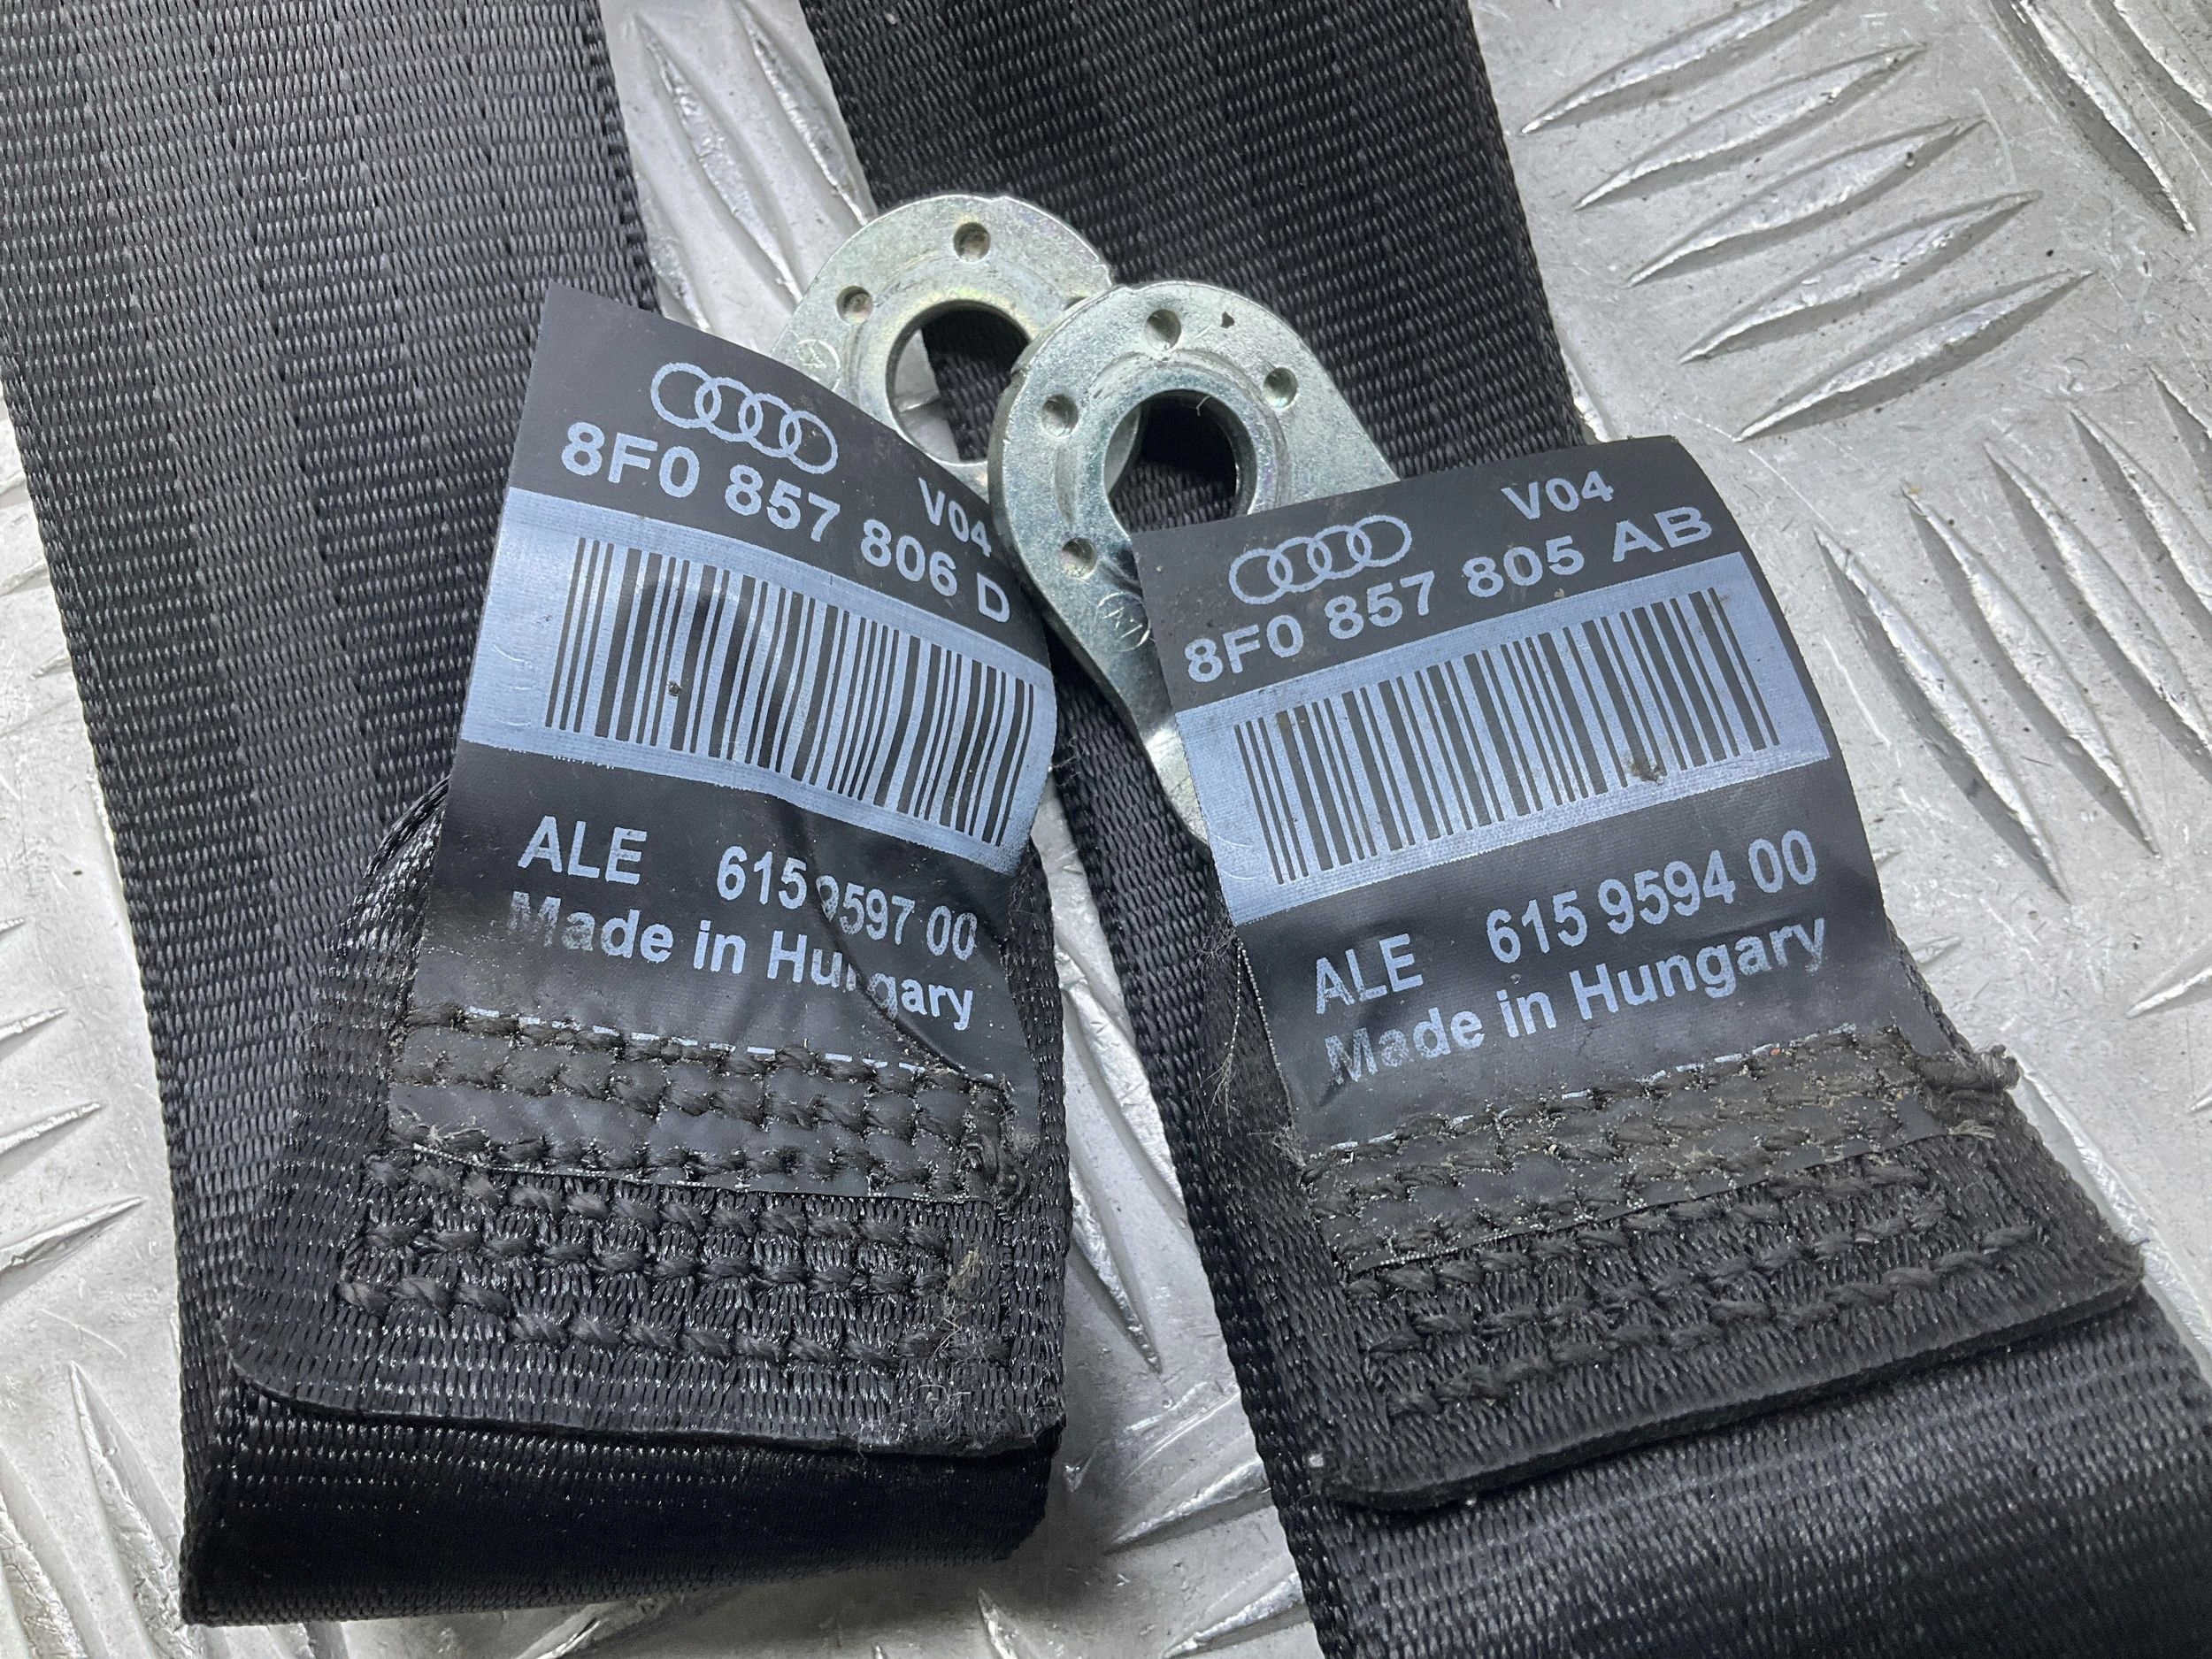 V04
8F0 857 806 D
ALE 615 9597 00
Made in Hungary
V04
8F0 857 805 AB
ALE 615 9594 00
Made in Hungary